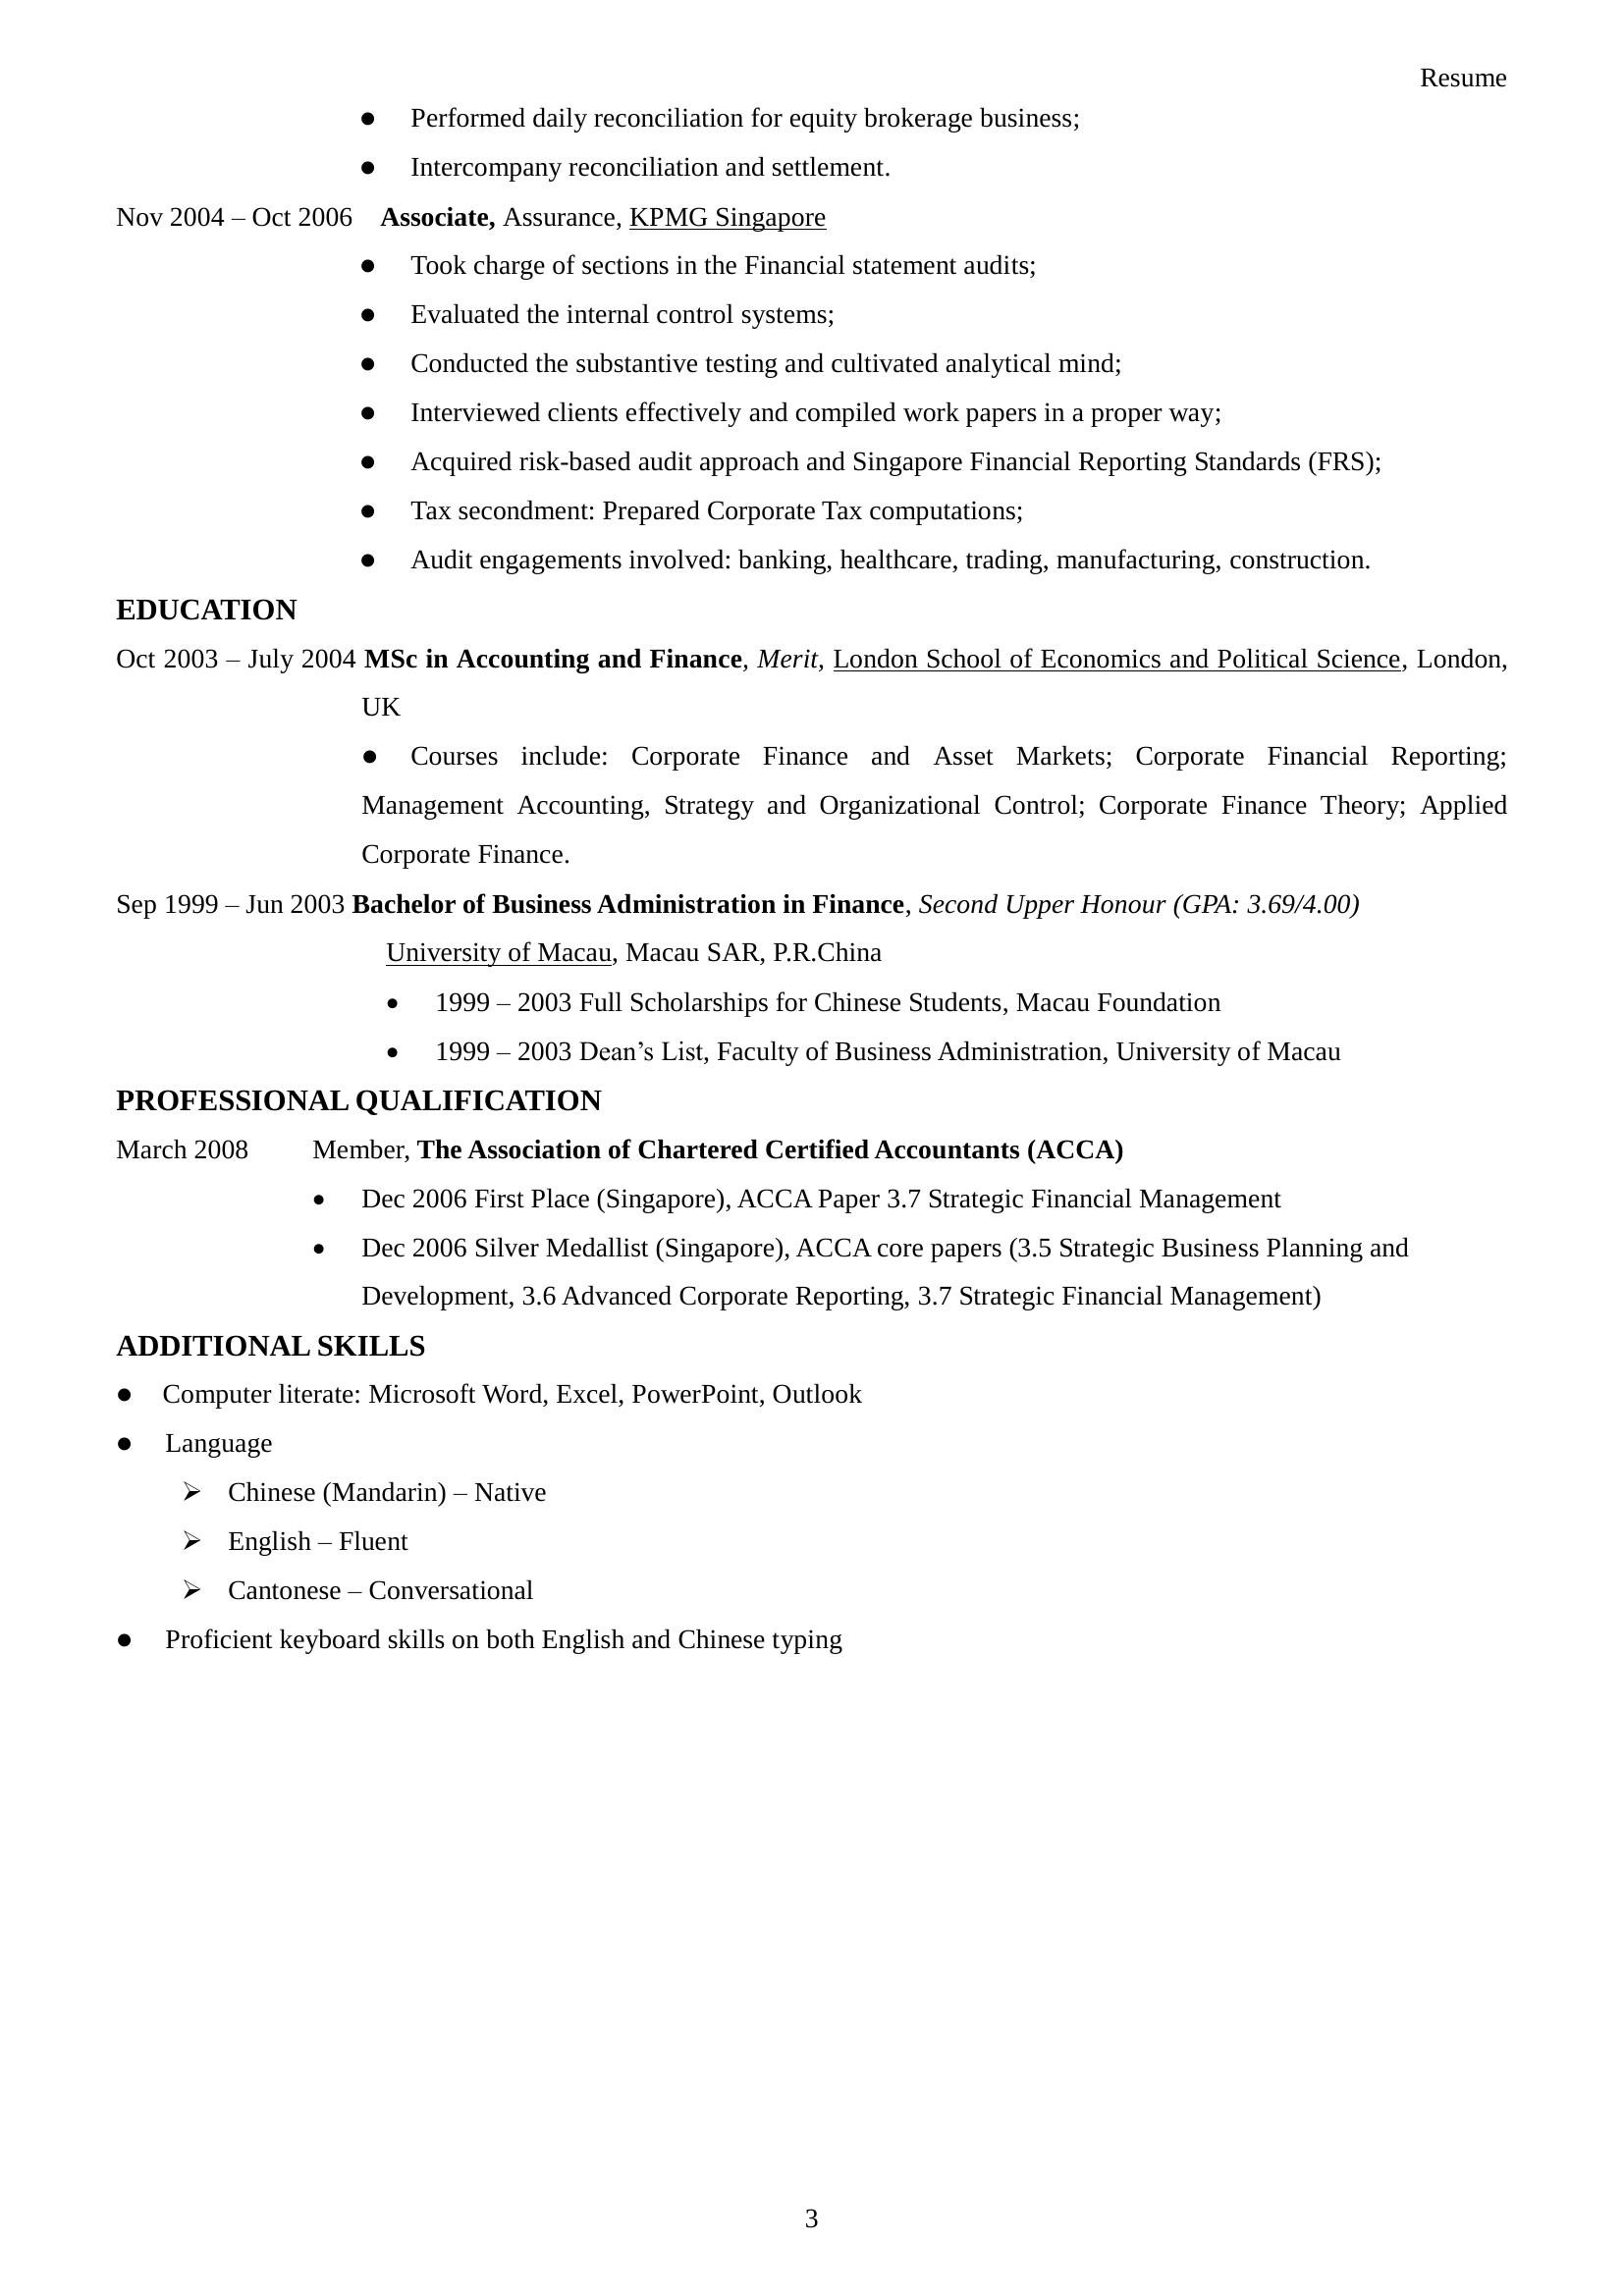 Resume
● Performed daily reconciliation for equity brokerage business;
● Intercompany reconciliation and settlement.
Nov 2004 – Oct 2006 Associate, Assurance, KPMG Singapore
● Took charge of sections in the Financial statement audits;
● Evaluated the internal control systems;
● Conducted the substantive testing and cultivated analytical mind;
● Interviewed clients effectively and compiled work papers in a proper way;
● Acquired risk-based audit approach and Singapore Financial Reporting Standards (FRS);
● Tax secondment: Prepared Corporate Tax computations;
● Audit engagements involved: banking, healthcare, trading, manufacturing, construction.
EDUCATION
Oct 2003 – July 2004 MSc in Accounting and Finance, Merit, London School of Economics and Political Science, London,
UK
● Courses include: Corporate Finance and Asset Markets; Corporate Financial Reporting;
Management Accounting, Strategy and Organizational Control; Corporate Finance Theory; Applied
Corporate Finance.
Sep 1999 – Jun 2003 Bachelor of Business Administration in Finance, Second Upper Honour (GPA: 3.69/4.00)
University of Macau, Macau SAR, P.R.China
• 1999 – 2003 Full Scholarships for Chinese Students, Macau Foundation
• 1999 – 2003 Dean’s List, Faculty of Business Administration, University of Macau
PROFESSIONAL QUALIFICATION
March 2008 Member, The Association of Chartered Certified Accountants (ACCA)
• Dec 2006 First Place (Singapore), ACCA Paper 3.7 Strategic Financial Management
• Dec 2006 Silver Medallist (Singapore), ACCA core papers (3.5 Strategic Business Planning and
Development, 3.6 Advanced Corporate Reporting, 3.7 Strategic Financial Management)
ADDITIONAL SKILLS
● Computer literate: Microsoft Word, Excel, PowerPoint, Outlook
● Language
➢ Chinese (Mandarin) – Native
➢ English – Fluent
➢ Cantonese – Conversational
● Proficient keyboard skills on both English and Chinese typing
3